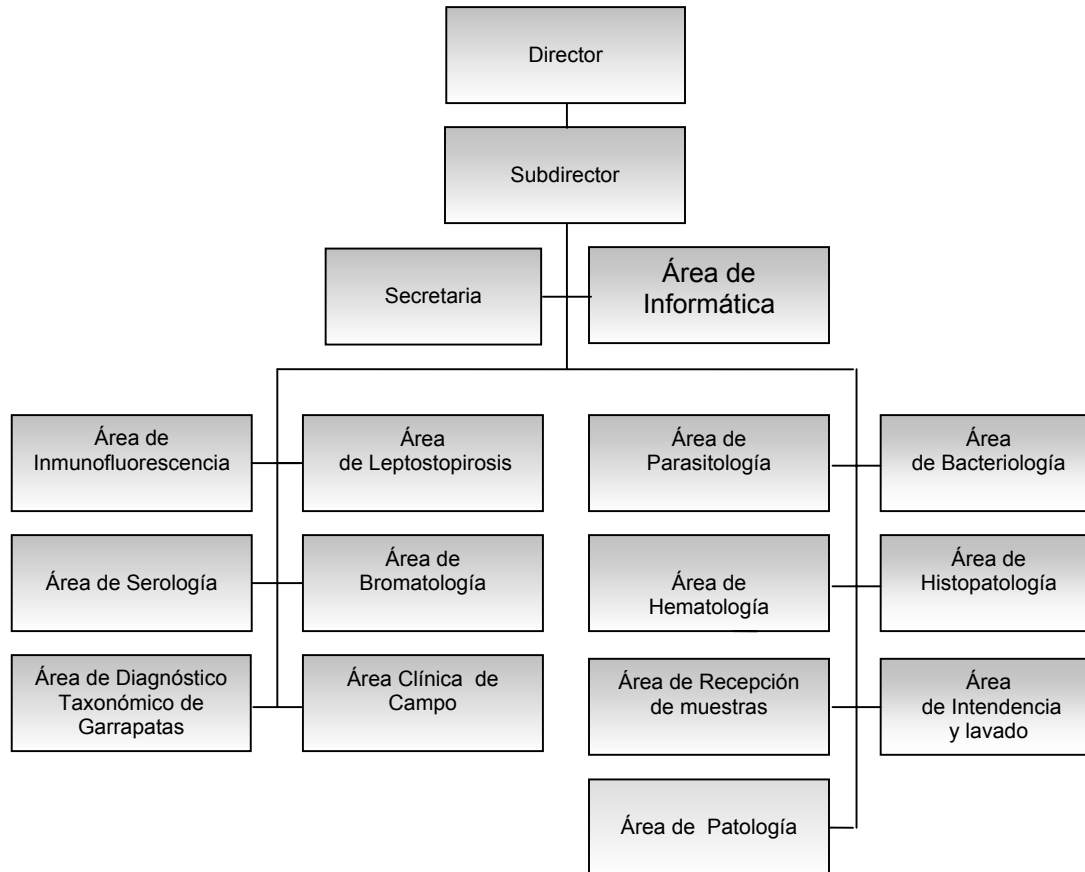 Director
Subdirector
Secretaria
Área de
Informática
Área de
Inmunofluorescencia
Área
de Leptostopirosis
Área de
Parasitología
Área
de Bacteriología
Área de Serología
Área de
Bromatología
Área de
Hematología
Área de
Histopatología
Área de Diagnóstico
Taxonómico de
Garrapatas
Área Clínica de
Campo
Área de Recepción
de muestras
Área
de Intendencia
y lavado
Área de Patología